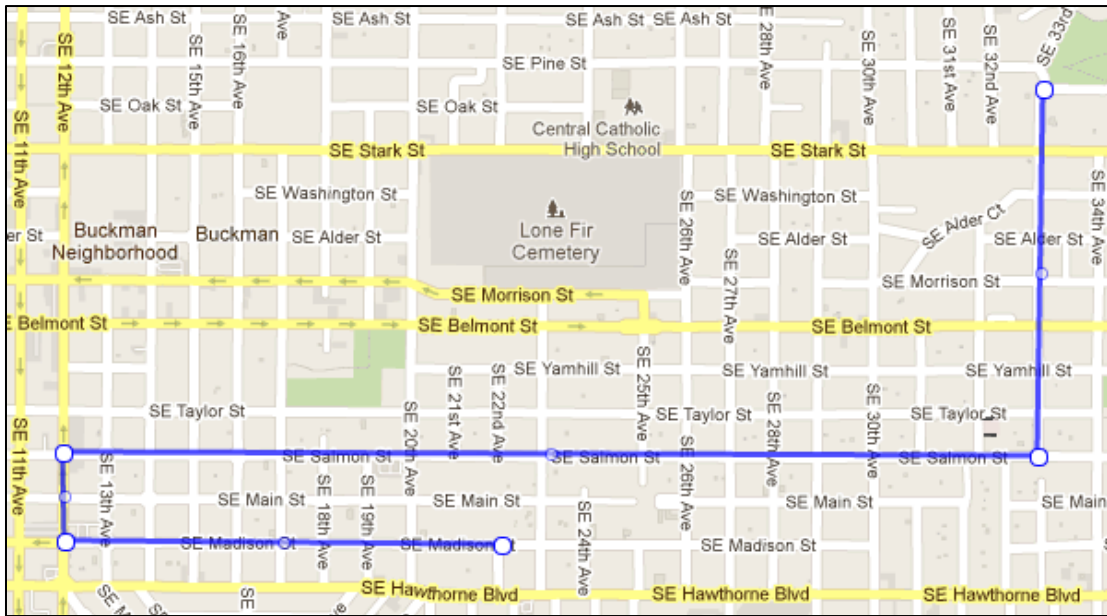 SE Ash St
SE Ash St
SE Ash St
Ave
SE 33rd
SE 11th Ave
SE 12th Ave
SE 15th Ave
SE 16th Ave
SE 28th Ave
SE 30th Ave
SE 31st Ave
SE 32nd Ave
SE Pine St
SE Oak St
SE Oak St
Central Catholic
High School
SE Stark St
SE Stark St
SE Washington St
SE Washington St
SE 26th Ave
SE 34th Ave
Buckman
Neighborhood
Buckman
SE Alder St
Lone Fir
Cemetery
SE Alder St
SE Alder Ct
SE Alder St
er St
SE 27th Ave
SE Morrison St
SE Morrison St
E Belmont St
SE Belmont St
SE Belmont St
SE Yamhill St
SE Yamhill St
SE Yamhill St
SE 25th Ave
SE 21st Ave
SE 22nd Ave
SE 20th Ave
SE 28th Ave
SE 30th Ave
SE Taylor St
SE Taylor St
SE Taylor St
SE 11th Ave
SE Salmon St
SE Salmon St
SE Salmon St
SE 13th Ave
SE 18th Ave
SE 19th Ave
SE 26th Ave
SE 24th Ave
SE Main St
SE Main St
SE Main St
SE Main
SE Madison St
SE Madison St
SE Madison St
SE Hawthorne Blvd
SE Hawthorne Blvd
SE Hawthorne Blvd